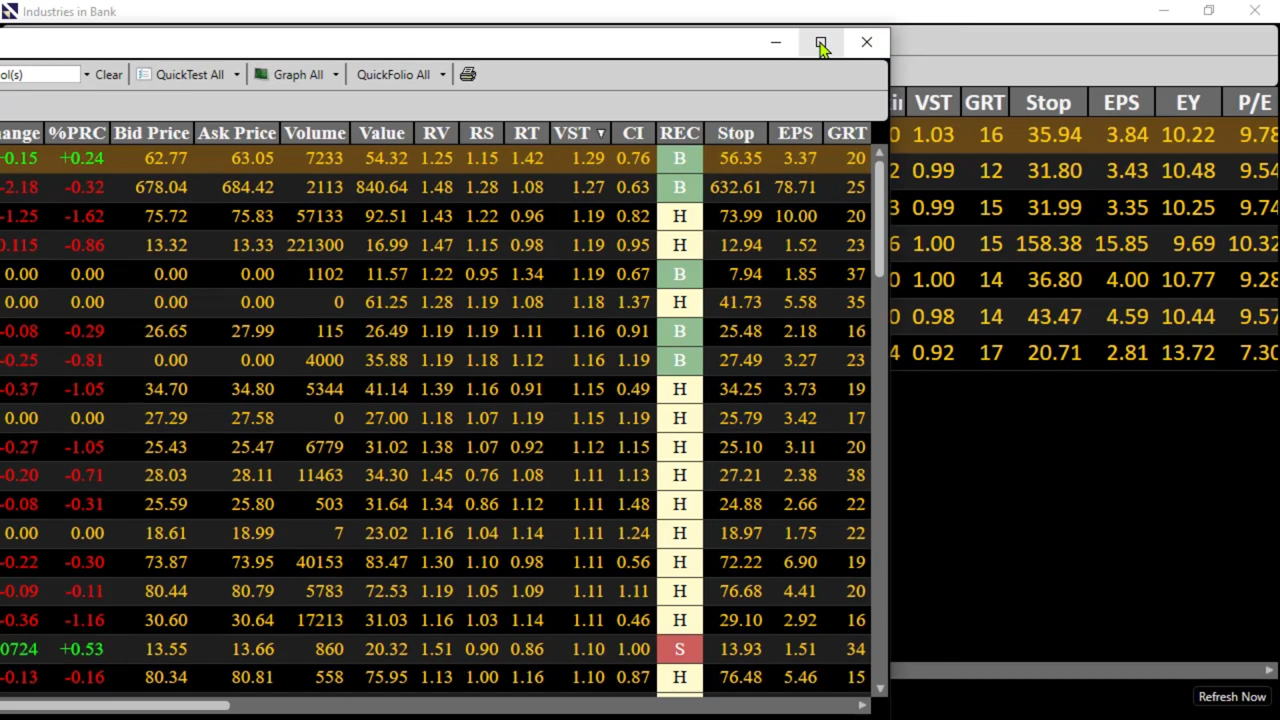 Industries in Bank
ol(s) Clear QuickTest All Graph All QuickFolio All
ange %PRC Bid Price Ask Price Volume Value RV RS RT VST CI REC Stop EPS GRT
+0.15 +0.24 62.77 63.05 7233 54.32 1.25 1.15 1.42 1.29 0.76 B 56.35 3.37 20
-2.18 -0.32 678.04 684.42 2113 840.64 1.48 1.28 1.08 1.27 0.63 B 632.61 78.71 25
-1.25 -1.62 75.72 75.83 57133 92.51 1.43 1.22 0.96 1.19 0.82 H 73.99 10.00 20
0.115 -0.86 13.32 13.33 221300 16.99 1.47 1.15 0.98 1.19 0.95 H 12.94 1.52 23
0.00 0.00 0.00 0.00 1102 11.57 1.22 0.95 1.34 1.19 0.67 B 7.94 1.85 37
0.00 0.00 0.00 0.00 0 61.25 1.28 1.19 1.08 1.18 1.37 H 41.73 5.58 35
-0.08 -0.29 26.65 27.99 115 26.49 1.19 1.19 1.11 1.16 0.91 B 25.48 2.18 16
-0.25 -0.81 0.00 0.00 4000 35.88 1.19 1.18 1.12 1.16 1.19 B 27.49 3.27 23
-0.37 -1.05 34.70 34.80 5344 41.14 1.39 1.16 0.91 1.15 0.49 H 34.25 3.73 19
0.00 0.00 27.29 27.58 0 27.00 1.18 1.07 1.19 1.15 1.19 H 25.79 3.42 17
-0.27 -1.05 25.43 25.47 6779 31.02 1.38 1.07 0.92 1.12 1.15 H 25.10 3.11 20
-0.20 -0.71 28.03 28.11 11463 34.30 1.45 0.76 1.08 1.11 1.13 H 27.21 2.38 38
-0.08 -0.31 25.59 25.80 503 31.64 1.34 0.86 1.12 1.11 1.48 H 24.88 2.66 22
0.00 0.00 18.61 18.99 7 23.02 1.16 1.04 1.14 1.11 1.24 H 18.97 1.75 22
-0.22 -0.30 73.87 73.95 40153 83.47 1.30 1.10 0.98 1.11 0.56 H 72.22 6.90 19
-0.09 -0.11 80.44 80.79 5783 72.53 1.19 1.05 1.09 1.11 1.11 H 76.68 4.41 20
-0.36 -1.16 30.60 30.64 17213 31.03 1.16 1.03 1.14 1.11 0.46 H 29.10 2.92 16
0724 +0.53 13.55 13.66 860 20.32 1.51 0.90 0.86 1.10 1.00 S 13.93 1.51 34
-0.13 -0.16 80.34 80.81 558 75.95 1.13 1.00 1.16 1.10 0.87 H 76.48 5.46 15
VST GRT Stop EPS EY P/E
0 1.03 16 35.94 3.84 10.22 9.78
2 0.99 12 31.80 3.43 10.48 9.54
3 0.99 15 31.99 3.35 10.25 9.74
6 1.00 15 158.38 15.85 9.69 10.32
0 1.00 14 36.80 4.00 10.77 9.28
0 0.98 14 43.47 4.59 10.44 9.57
4 0.92 17 20.71 2.81 13.72 7.30
Refresh Now